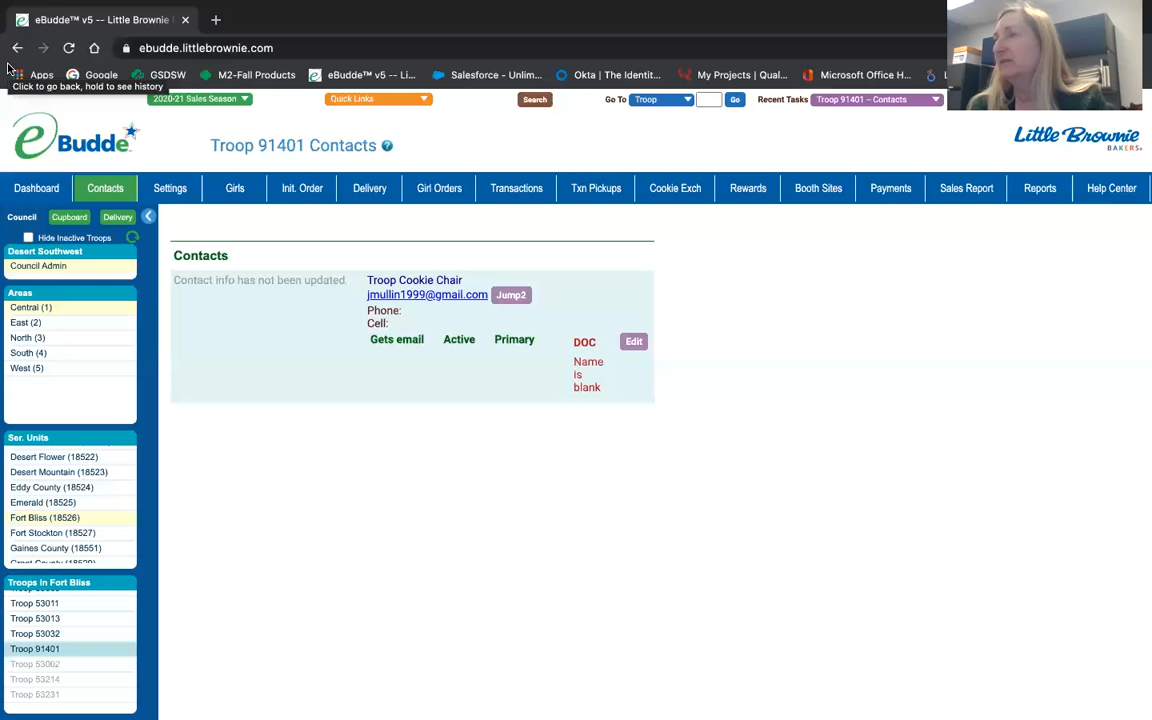 eBudde™ v5 -- Little Brownie
ebudde.littlebrownie.com
Apps
Google
GSDSW
M2-Fall Products
eBudde™ v5 -- Li...
Salesforce - Unlim...
Okta | The Identit...
My Projects | Qual...
Microsoft Office H...
Click to go back, hold to see history
2020-21 Sales Season
Quick Links
Search
Go To
Troop
Go
Recent Tasks
Troop 91401 -- Contacts
eBudde
Troop 91401 Contacts ?
Little Brownie
BAKERS
Dashboard
Contacts
Settings
Girls
Init. Order
Delivery
Girl Orders
Transactions
Txn Pickups
Cookie Exch
Rewards
Booth Sites
Payments
Sales Report
Reports
Help Center
Council
Cupboard
Delivery
Hide Inactive Troops
Desert Southwest
Council Admin
Areas
Central (1)
East (2)
North (3)
South (4)
West (5)
Ser. Units
Desert Flower (18522)
Desert Mountain (18523)
Eddy County (18524)
Emerald (18525)
Fort Bliss (18526)
Fort Stockton (18527)
Gaines County (18551)
Troops In Fort Bliss
Troop 53011
Troop 53013
Troop 53032
Troop 91401
Troop 53002
Troop 53214
Troop 53231
Contacts
Contact info has not been updated.
Troop Cookie Chair
jmullin1999@gmail.com
Jump2
Phone:
Cell:
Gets email
Active
Primary
DOC
Edit
Name
is
blank